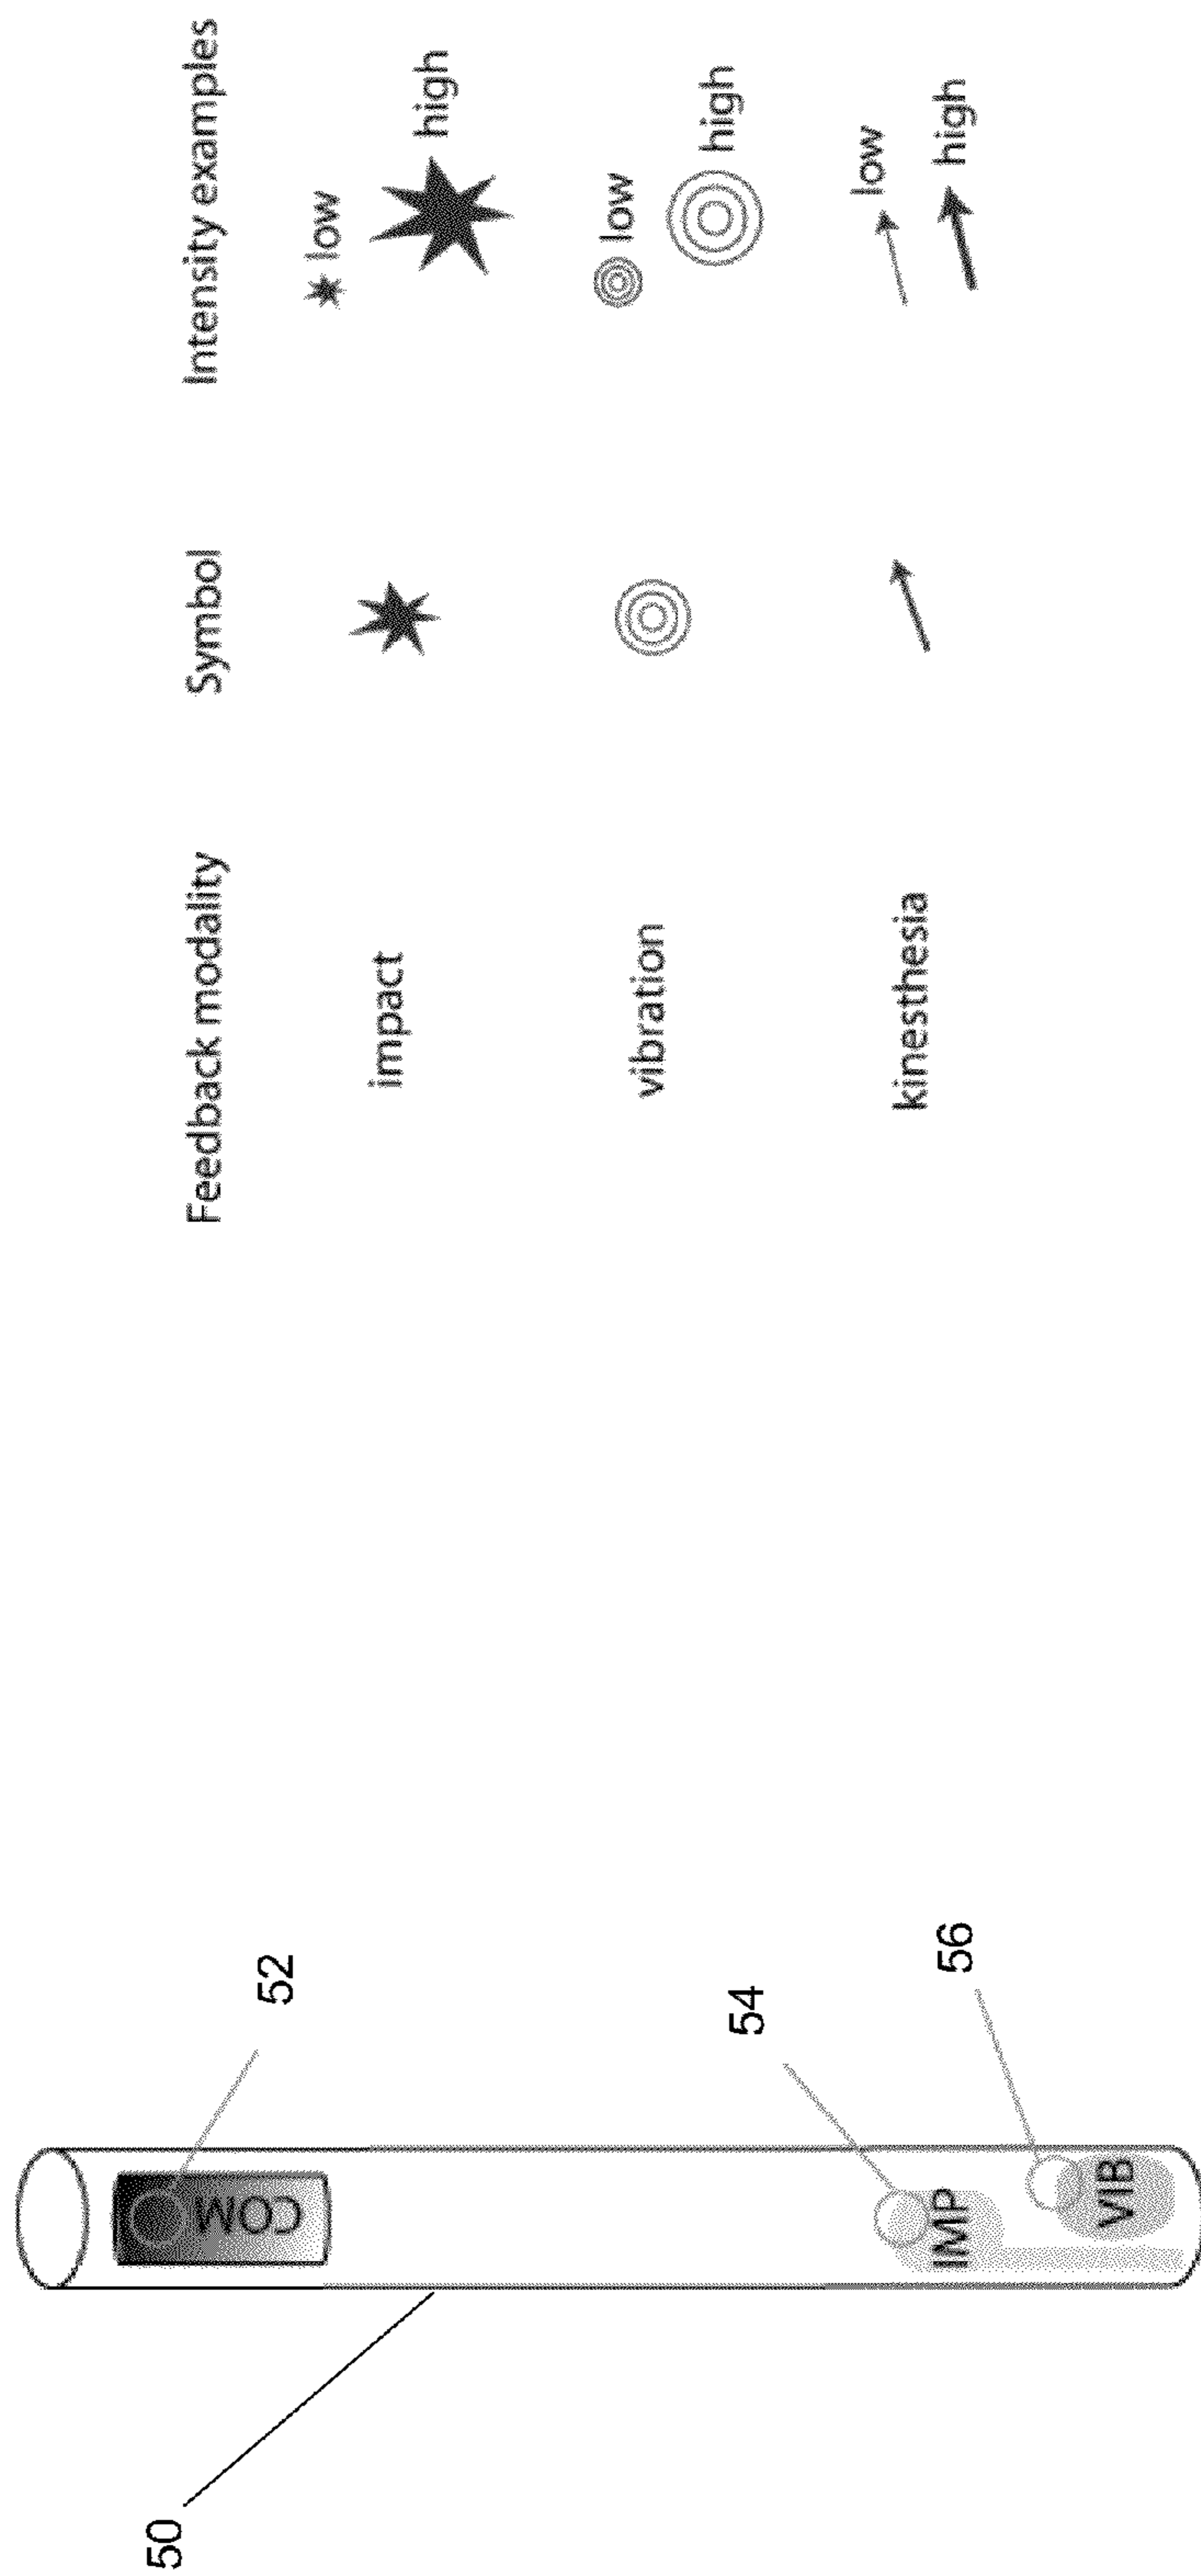 50
COM
52
IMP
54
VIB
56
Feedback modality Symbol Intensity examples
impact low
high
vibration low
high
kinesthesia low
high